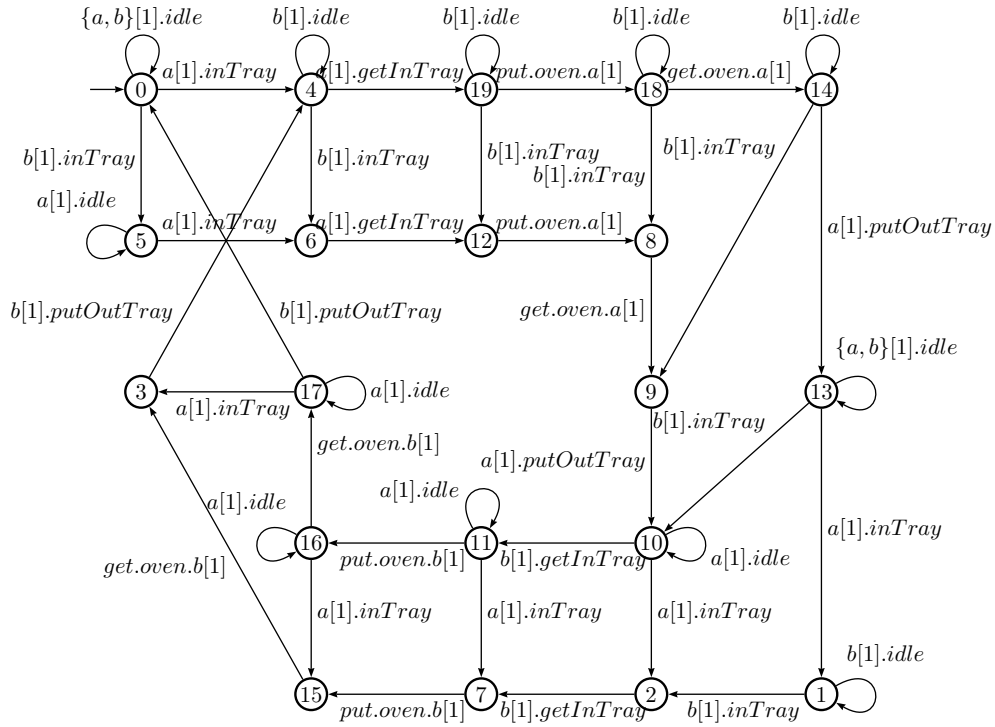 {a, b}[1].idle
b[1].idle
b[1].idle
b[1].idle
b[1].idle
a[1].inTray
a[1].getInTray
put.oven.a[1]
get.oven.a[1]
0
4
19
18
14
b[1].inTray
b[1].inTray
b[1].inTray
b[1].inTray
b[1].inTray
a[1].idle
a[1].inTray
a[1].getInTray
put.oven.a[1]
a[1].putOutTray
5
6
12
8
b[1].putOutTray
b[1].putOutTray
get.oven.a[1]
{a, b}[1].idle
3
17
a[1].idle
9
13
a[1].inTray
b[1].inTray
get.oven.b[1]
a[1].putOutTray
a[1].idle
a[1].idle
a[1].inTray
16
11
10
a[1].idle
put.oven.b[1]
b[1].getInTray
get.oven.b[1]
a[1].inTray
a[1].inTray
a[1].inTray
b[1].idle
15
7
2
1
put.oven.b[1]
b[1].getInTray
b[1].inTray